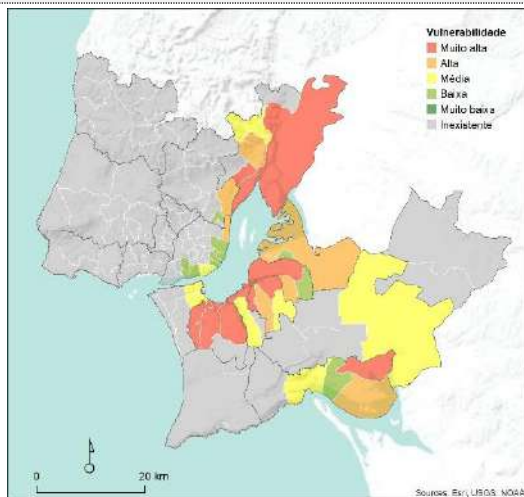 Vulnerabilidade
Muito alta
Alta
Média
Baixa
Muito baixa
Inexistente
0 20 km
Sources: Esri, USGS, NOAA